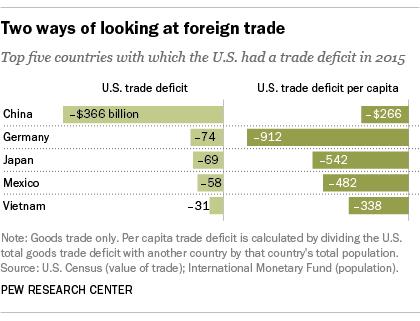 Two ways of looking at foreign trade
Top five countries with which the U.S. had a trade deficit in 2015
U.S. trade deficit U.S. trade deficit per capita
China –$366 billion –$266
Germany –74 –912
Japan –69 –542
Mexico –58 –482
Vietnam –31 –338
Note: Goods trade only. Per capita trade deficit is calculated by dividing the U.S.
total goods trade deficit with another country by that country's total population.
Source: U.S. Census (value of trade); International Monetary Fund (population).
PEW RESEARCH CENTER